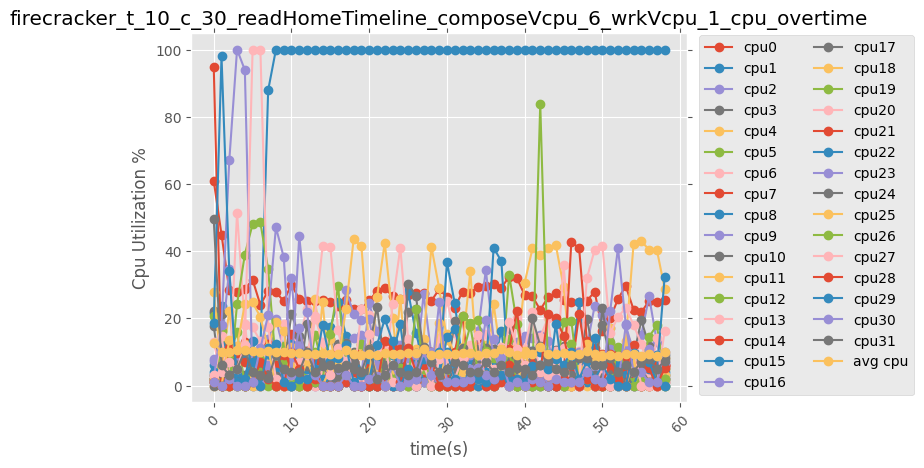 firecracker_t_10_c_30_readHomeTimeline_composeVcpu_6_wrkVcpu_1_cpu_overtime
100
80
60
40
20
0
Cpu Utilization %
0 10 20 30 40 50 60
time(s)
cpu0
cpu1
cpu2
cpu3
cpu4
cpu5
cpu6
cpu7
cpu8
cpu9
cpu10
cpu11
cpu12
cpu13
cpu14
cpu15
cpu16
cpu17
cpu18
cpu19
cpu20
cpu21
cpu22
cpu23
cpu24
cpu25
cpu26
cpu27
cpu28
cpu29
cpu30
cpu31
avg cpu